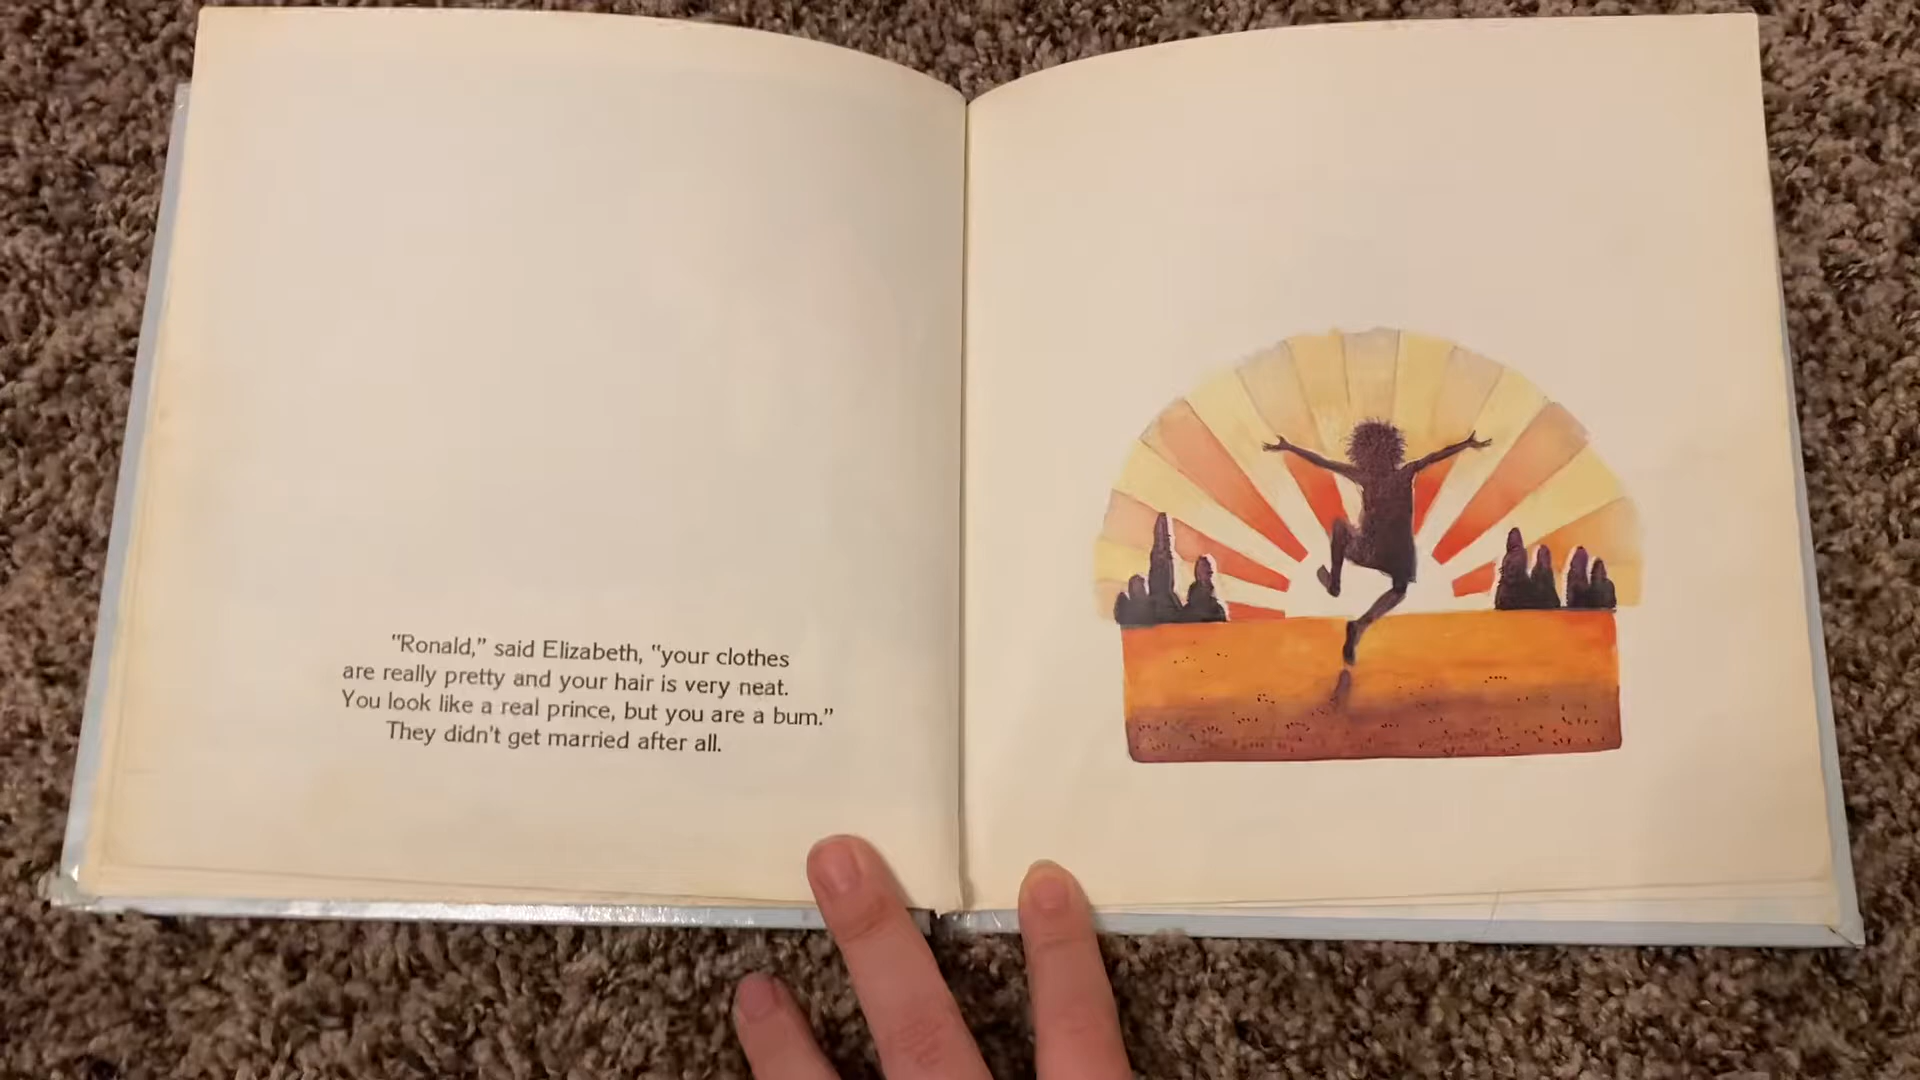 “Ronald,” said Elizabeth, “your clothes
are really pretty and your hair is very neat.
You look like a real prince, but you are a bum.”
They didn’t get married after all.